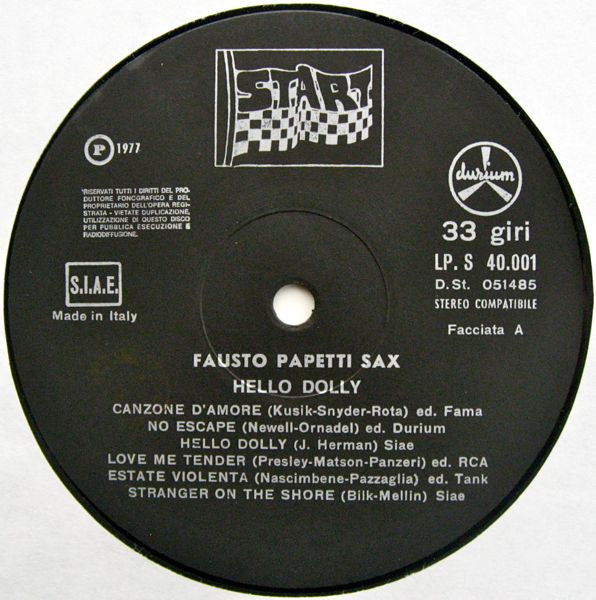 START
P 1977
durium
RISERVATI TUTTI I DIRITTI DEL PRO-
DUTTORE FONOGRAFICO E DEL
PROPRIETARIO DELL'OPERA REGI-
STRATA - VIETATE DUPLICAZIONE,
UTILIZZAZIONE DI QUESTO DISCO
PER PUBBLICA ESECUZIONE E
RADIODIFFUSIONE.
33 giri
LP. S 40.001
D.St. 051485
STEREO COMPATIBILE
S.I.A.E.
Made in Italy
Facciata A
FAUSTO PAPETTI SAX
HELLO DOLLY
CANZONE D'AMORE (Kusik-Snyder-Rota) ed. Fama
NO ESCAPE (Newell-Ornadel) ed. Durium
HELLO DOLLY (J. Herman) Siae
LOVE ME TENDER (Presley-Matson-Panzeri) ed. RCA
ESTATE VIOLENTA (Nascimbene-Pazzaglia) ed. Tank
STRANGER ON THE SHORE (Bilk-Mellin) Siae